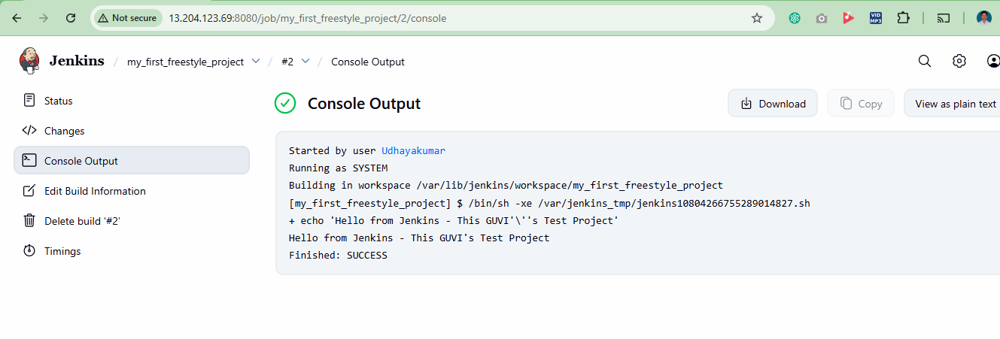 Not secure 13.204.123.69:8080/job/my_first_freestyle_project/2/console
VID
MP3
Jenkins / my_first_freestyle_project / #2 / Console Output
Status
Changes
Console Output
Edit Build Information
Delete build ‘#2’
Timings
Console Output
Download
Copy
View as plain text
Started by user Udhayakumar
Running as SYSTEM
Building in workspace /var/lib/jenkins/workspace/my_first_freestyle_project
[my_first_freestyle_project] $ /bin/sh -xe /var/jenkins_tmp/jenkins10804266755289014827.sh
+ echo 'Hello from Jenkins - This GUVI'\''s Test Project'
Hello from Jenkins - This GUVI's Test Project
Finished: SUCCESS